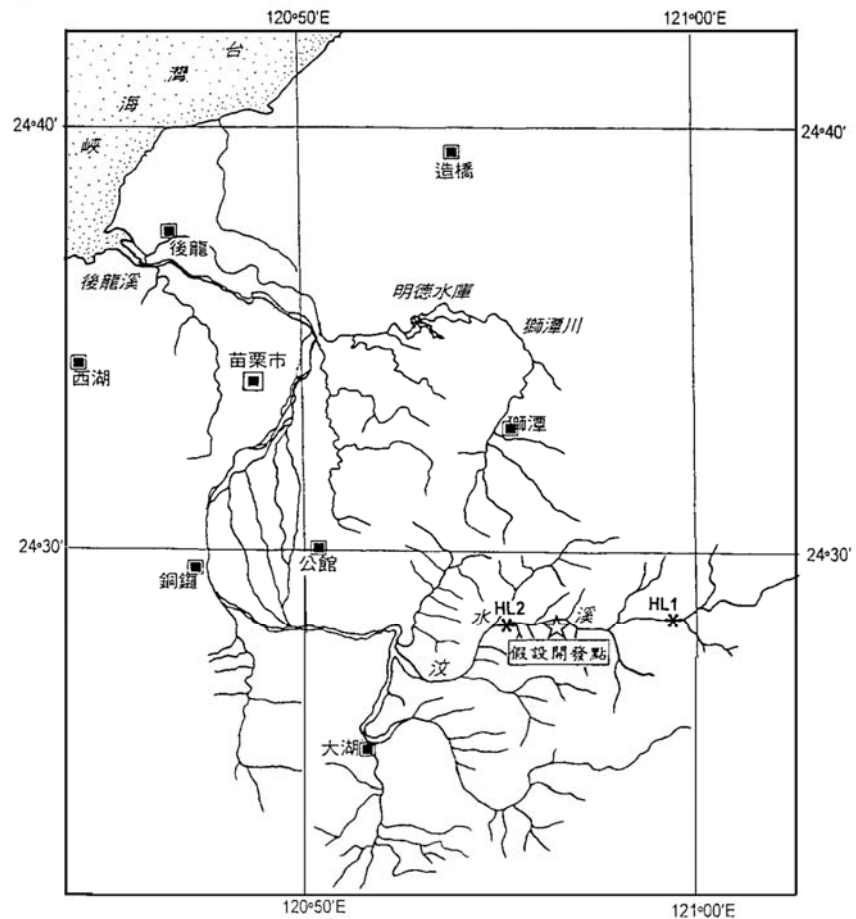 120°50'E
121°00'E
台
灣
海
峽
24°40'
24°40'
造橋
後龍
後龍溪
明德水庫
獅潭川
苗栗市
西湖
獅潭
24°30'
24°30'
公館
銅鑼
水
HL2
溪
HL1
假設開發點
汶
大湖
120°50'E
121°00'E